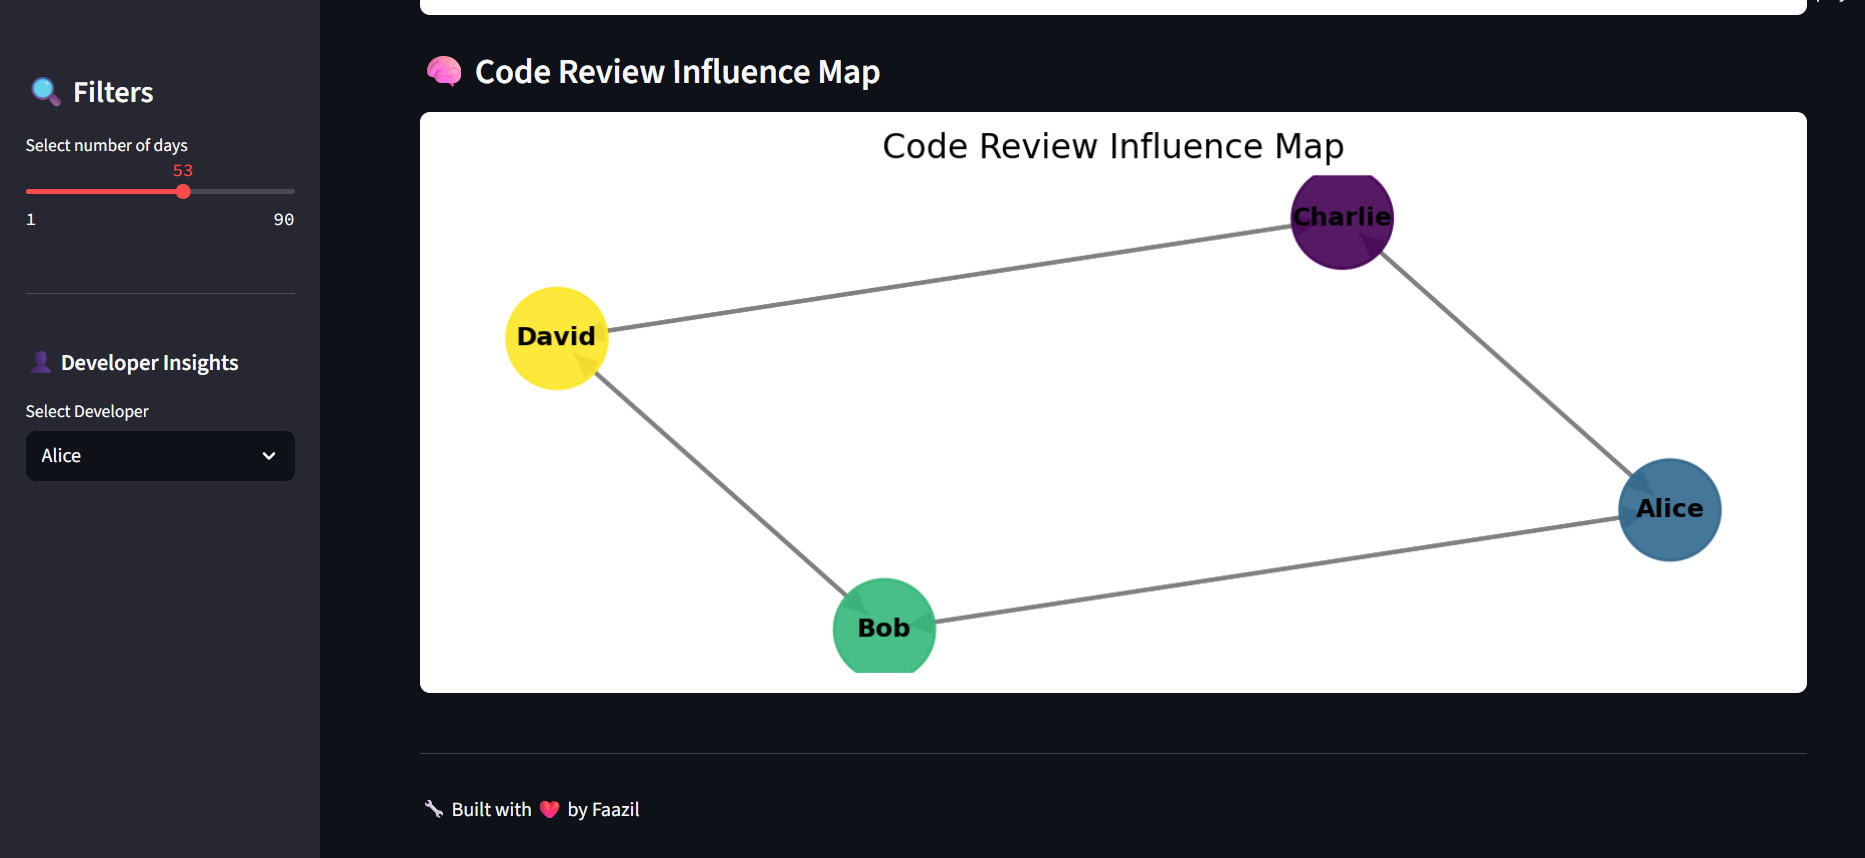 🔍 Filters
Select number of days
53
1 90
👤 Developer Insights
Select Developer
Alice
🧠 Code Review Influence Map
Code Review Influence Map
Charlie
David
Alice
Bob
🔧 Built with ❤️ by Faazil